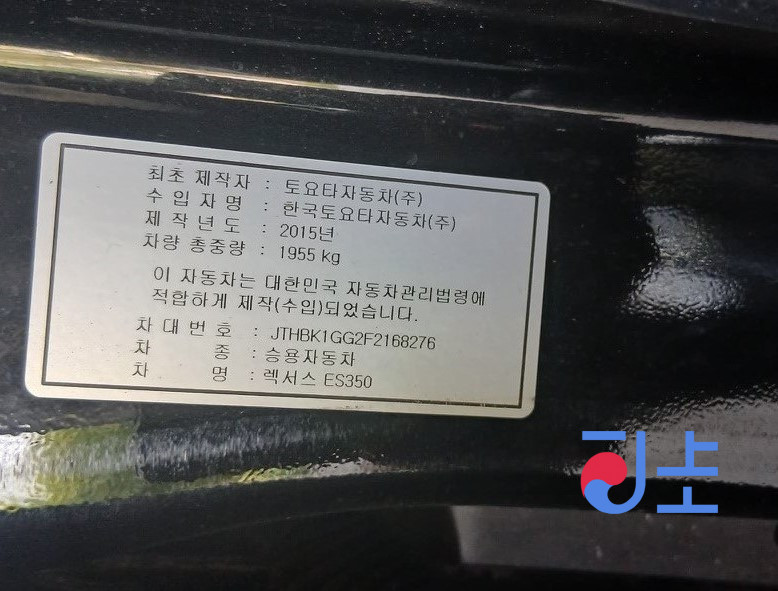 최초 제작자 : 토요타자동차(주)
수 입 자 명 : 한국토요타자동차(주)
제 작 년 도 : 2015년
차량 총중량 : 1955 kg
이 자동차는 대한민국 자동차관리법령에
적합하게 제작(수입)되었습니다.
차 대 번 호 : JTHBK1GG2F2168276
차 종 : 승용자동차
차 명 : 렉서스 ES350